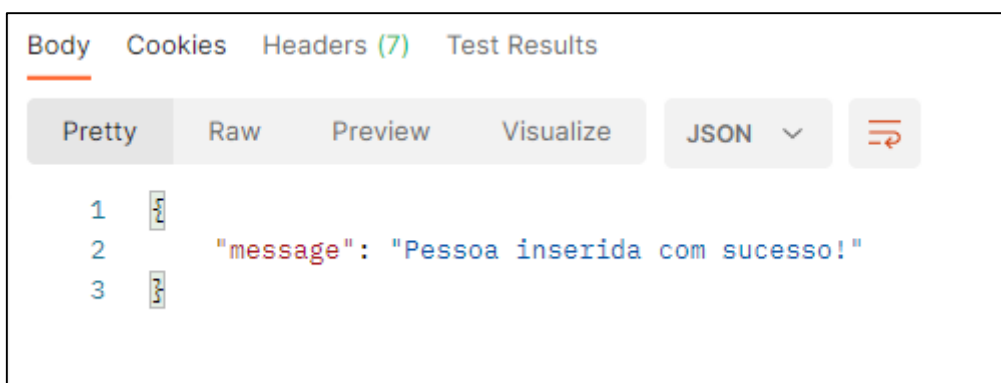 Body Cookies Headers (7) Test Results
Pretty Raw Preview Visualize JSON
1 {
2 "message": "Pessoa inserida com sucesso!"
3 }